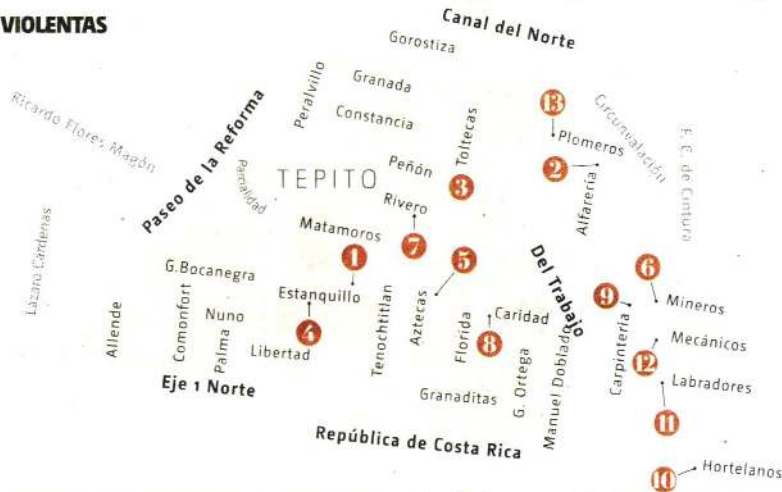 VIOLENTAS
Canal del Norte
Gorostiza
Granada
Constancia
Peralvillo
Ricardo Flores Magón
Paseo de la Reforma
Parcialidad
TEPITO
Peñón
Rivero
Toltecas
3
7
13
Plomeros
2
Alfarería
Circunvalación
F. C. de Cintura
Lázaro Cárdenas
Matamoros
1
5
G.Bocanegra
Estanquillo
4
Allende
Comonfort
Nuno
Palma
Libertad
Tenochtitlan
Aztecas
Florida
Caridad
8
Del Trabajo
G. Ortega
Manuel Doblado
Granaditas
6
9
Mineros
Carpintería
Mecánicos
12
Labradores
11
10
Hortelanos
Eje 1 Norte
República de Costa Rica